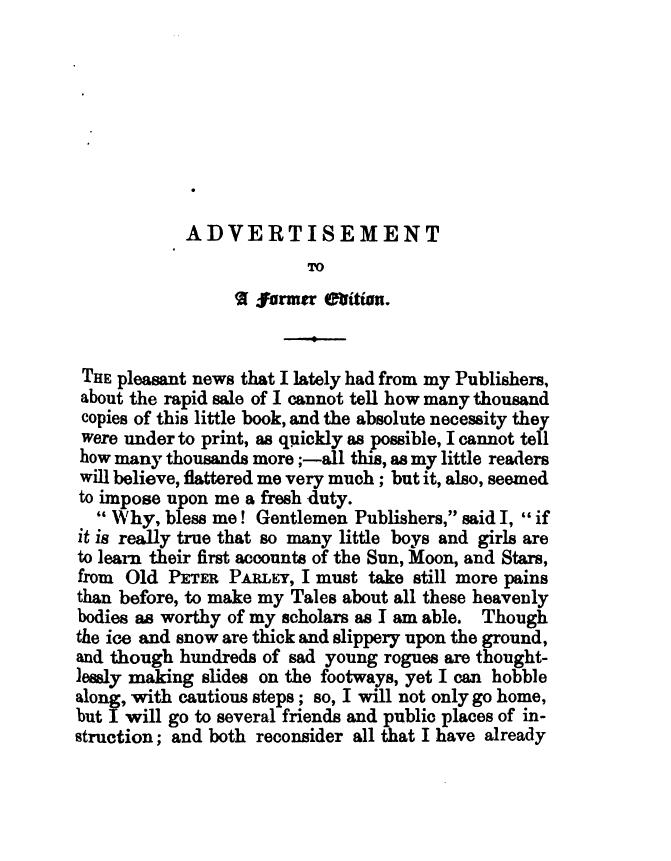 ADVERTISEMENT
TO
A Former Edition.
THE pleasant news that I lately had from my Publishers,
about the rapid sale of I cannot tell how many thousand
copies of this little book, and the absolute necessity they
were under to print, as quickly as possible, I cannot tell
how many thousands more ;—all this, as my little readers
will believe, flattered me very much ; but it, also, seemed
to impose upon me a fresh duty.
“ Why, bless me ! Gentlemen Publishers,” said I, “ if
it is really true that so many little boys and girls are
to learn their first accounts of the Sun, Moon, and Stars,
from Old PETER PARLEY, I must take still more pains
than before, to make my Tales about all these heavenly
bodies as worthy of my scholars as I am able. Though
the ice and snow are thick and slippery upon the ground,
and though hundreds of sad young rogues are thought-
lessly making slides on the footways, yet I can hobble
along, with cautious steps ; so, I will not only go home,
but I will go to several friends and public places of in-
struction ; and both reconsider all that I have already